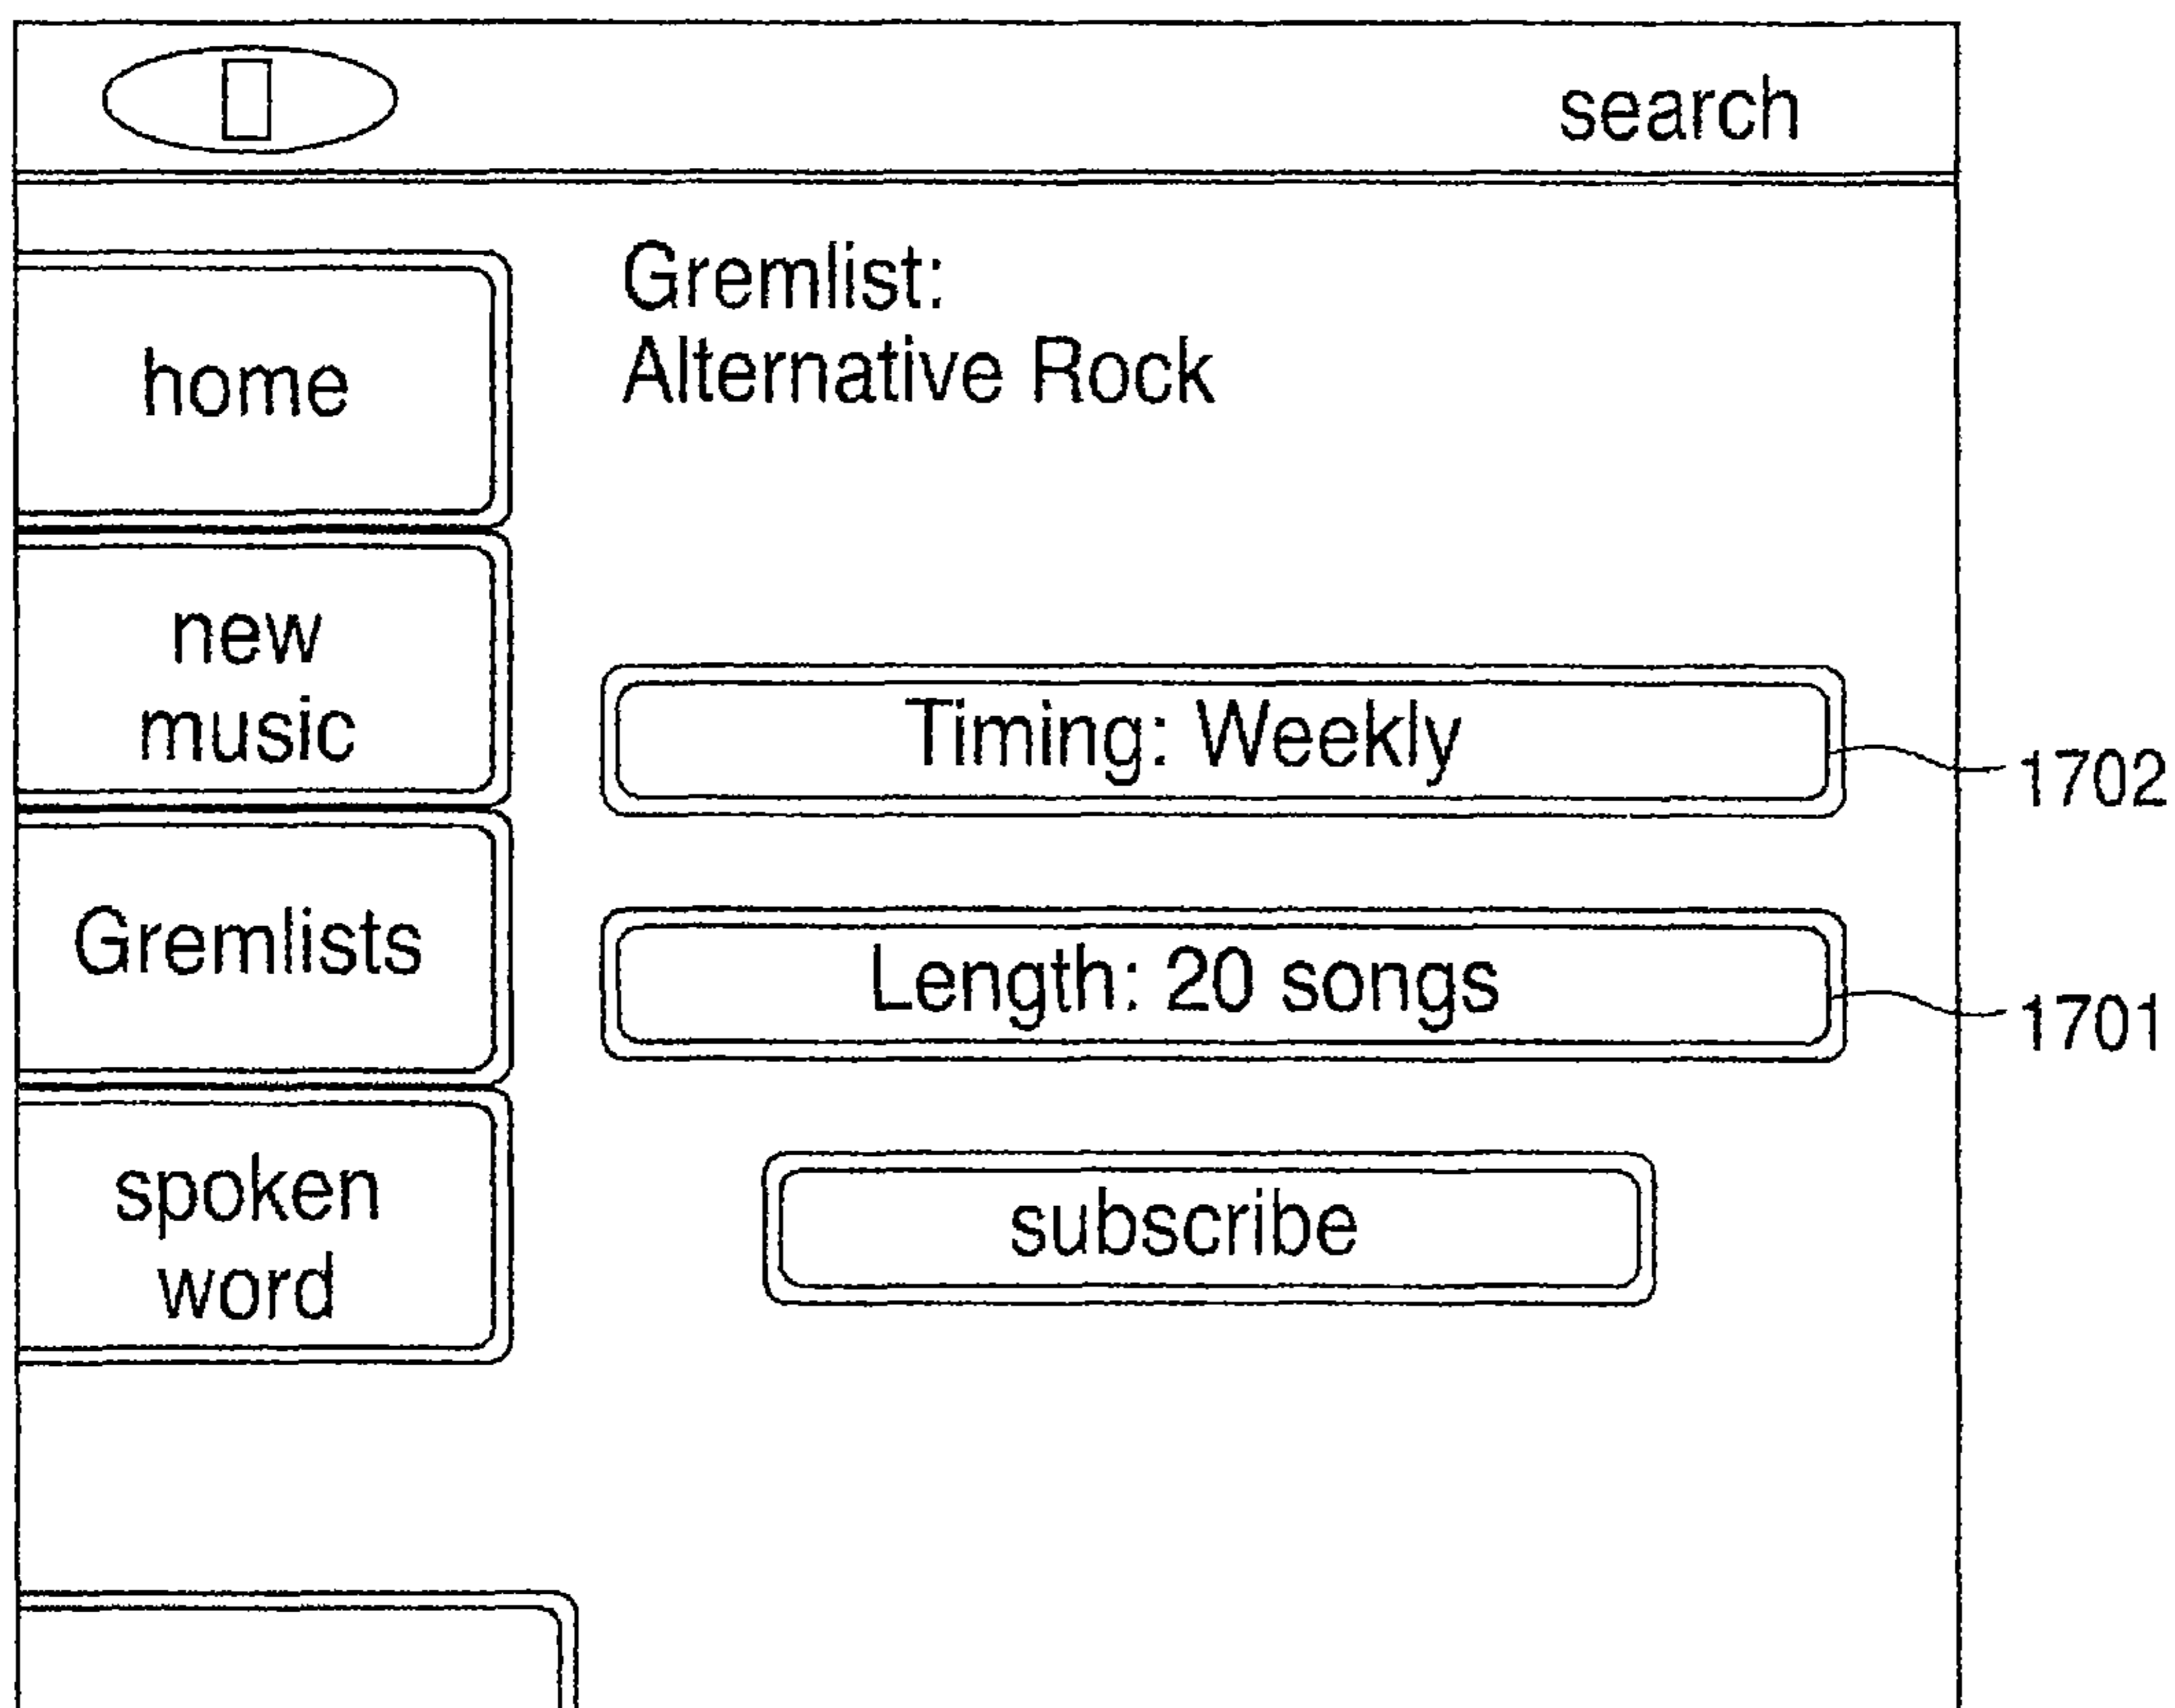 search
Gremlist:
Alternative Rock
home
new
music
Gremlists
spoken
word
Timing: Weekly
1702
Length: 20 songs
1701
subscribe